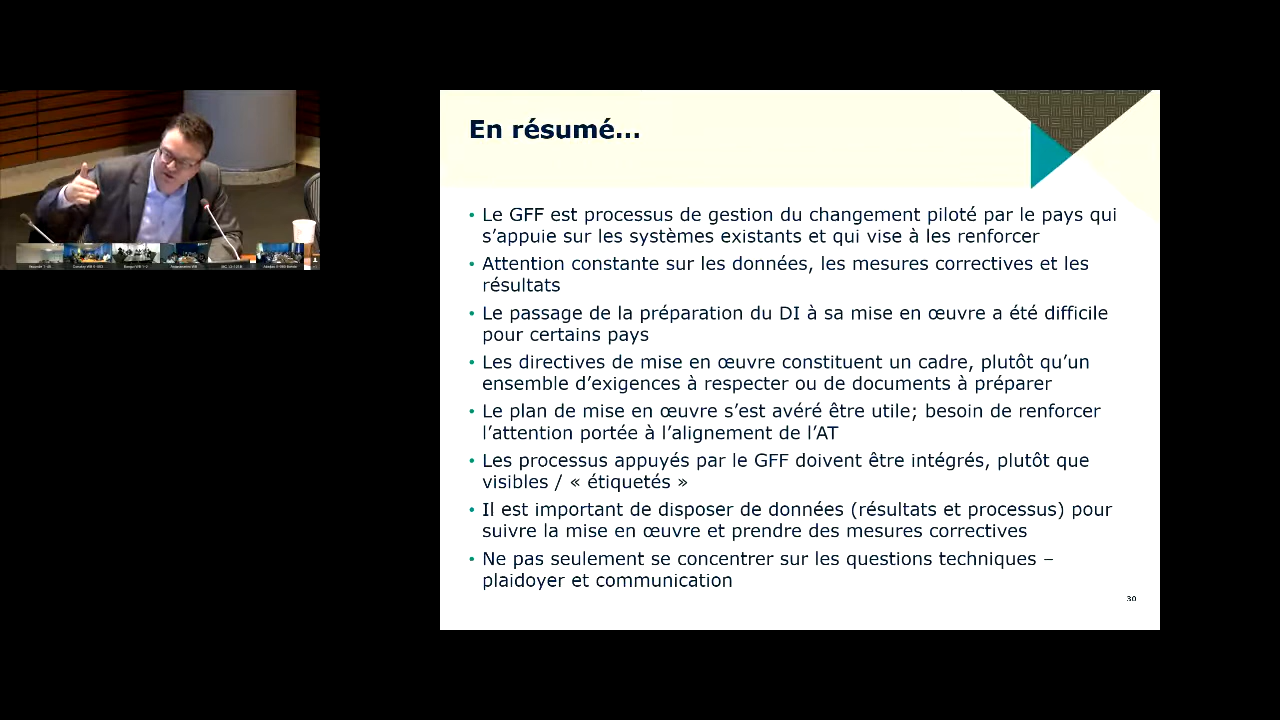 En résumé...
• Le GFF est processus de gestion du changement piloté par le pays qui
s’appuie sur les systèmes existants et qui vise à les renforcer
• Attention constante sur les données, les mesures correctives et les
résultats
• Le passage de la préparation du DI à sa mise en œuvre a été difficile
pour certains pays
• Les directives de mise en œuvre constituent un cadre, plutôt qu’un
ensemble d’exigences à respecter ou de documents à préparer
• Le plan de mise en œuvre s’est avéré être utile; besoin de renforcer
l’attention portée à l’alignement de l’AT
• Les processus appuyés par le GFF doivent être intégrés, plutôt que
visibles / « étiquetés »
• Il est important de disposer de données (résultats et processus) pour
suivre la mise en œuvre et prendre des mesures correctives
• Ne pas seulement se concentrer sur les questions techniques –
plaidoyer et communication
30